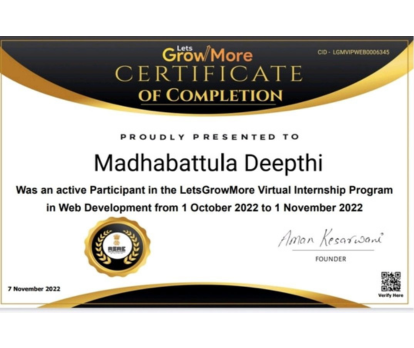 Lets
GrowMore
CID - LGMVIPWEB0006345
CERTIFICATE
OF COMPLETION
PROUDLY PRESENTED TO
Madhabattula Deepthi
Was an active Participant in the LetsGrowMore Virtual Internship Program
in Web Development from 1 October 2022 to 1 November 2022
Aman Kesarwani
FOUNDER
7 November 2022
Verify Here